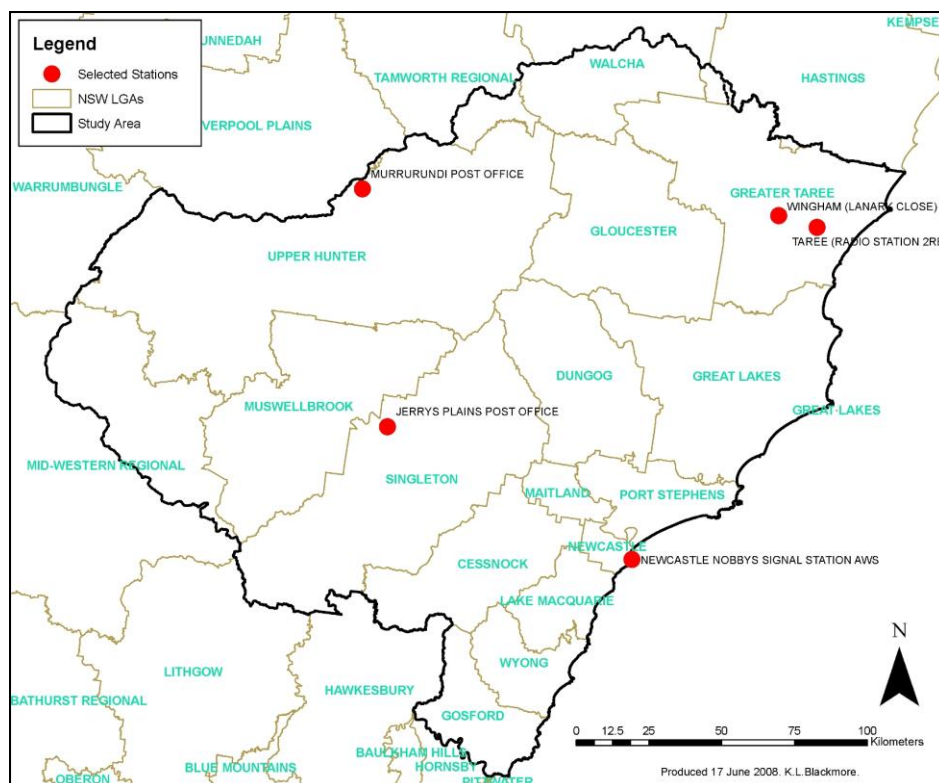 Legend
Selected Stations
NSW LGAs
Study Area
UNNEDAH
TAMWORTH REGIONAL
WALCHA
KEMPSE
HASTINGS
VERPOOL PLAINS
WARRUMBUNGLE
MURRURUNDI POST OFFICE
GREATER TAREE
WINGHAM (LANARK CLOSE)
TAREE (RADIO STATION 2RE
GLOUCESTER
UPPER HUNTER
DUNGOG
GREAT LAKES
GREAT LAKES
MUSWELLBROOK
JERRYS PLAINS POST OFFICE
MID-WESTERN REGIONAL
SINGLETON
MAITLAND
PORT STEPHENS
NEWCASTLE
NEWCASTLE NOBBYS SIGNAL STATION AWS
CESSNOCK
LAKE MACQUARIE
N
LITHGOW
WYONG
HAWKESBURY
BATHURST REGIONAL
GOSFORD
0 12.5 25 50 75 100
Kilometers
BAULKHAM HILLS
HORNSBY
BLUE MOUNTAINS
OBERON
PITTWATER
Produced 17 June 2008. K.L.Blackmore.